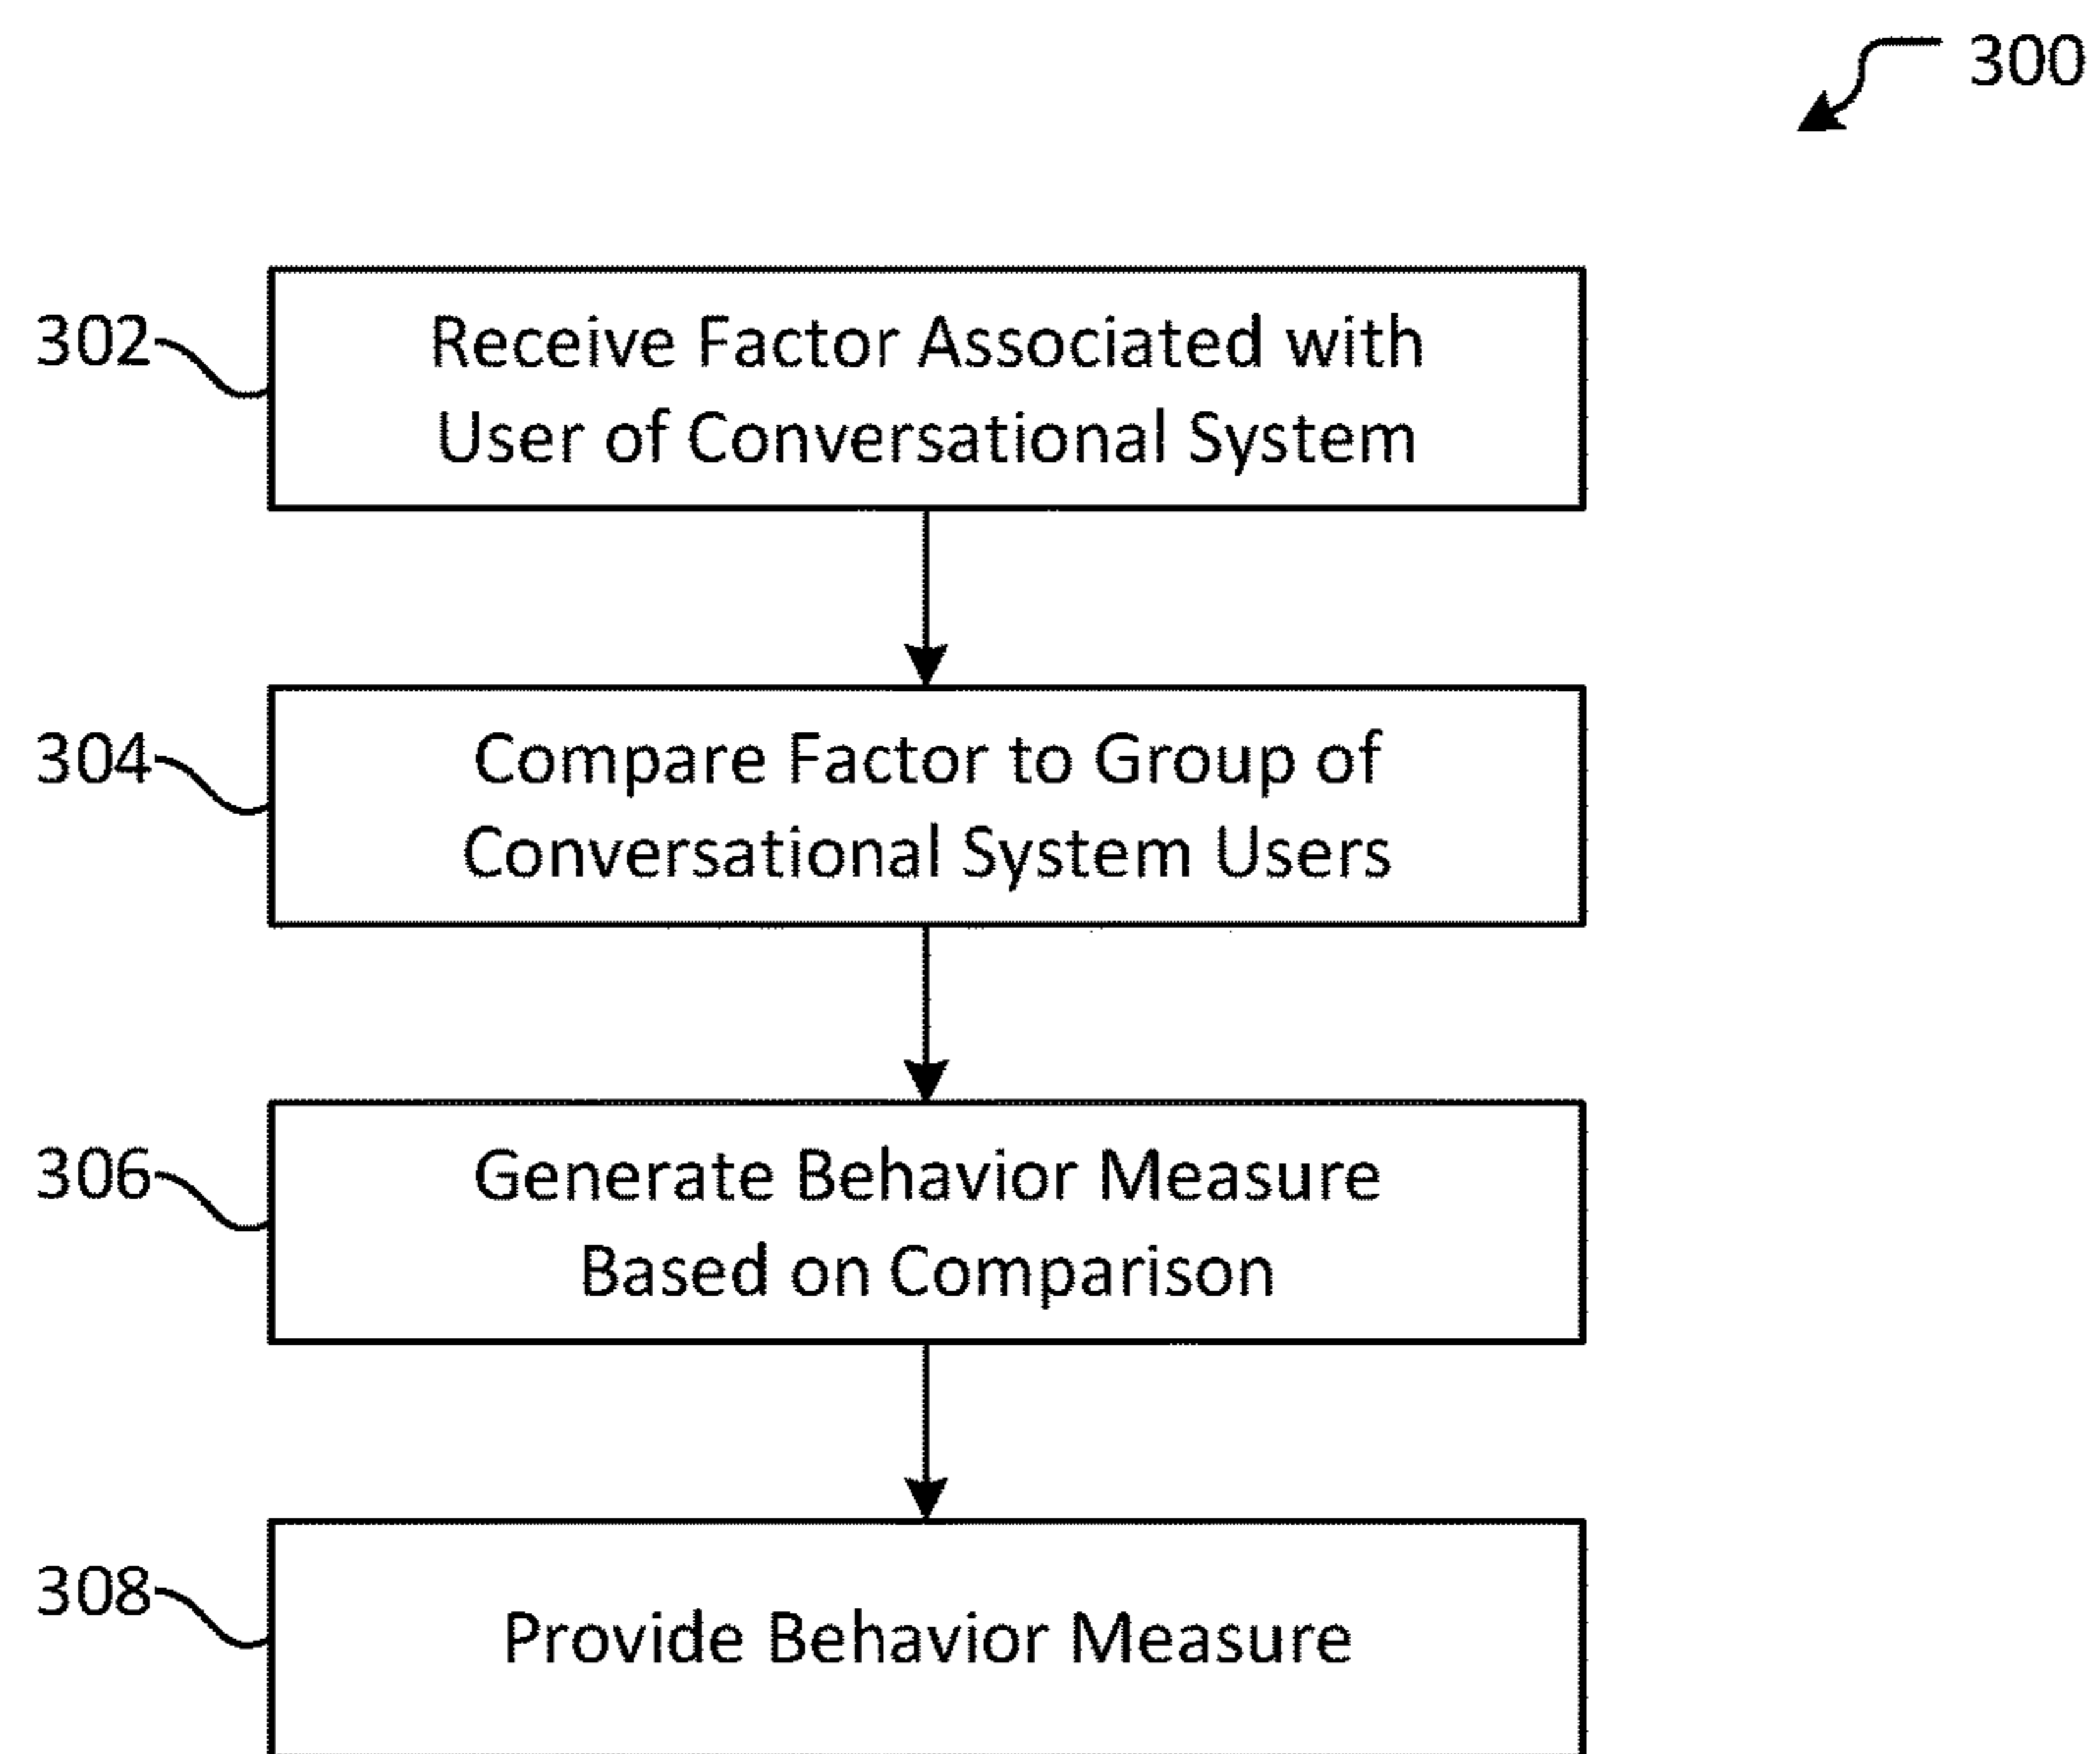 300
302
Receive Factor Associated with
User of Conversational System
304
Compare Factor to Group of
Conversational System Users
306
Generate Behavior Measure
Based on Comparison
308
Provide Behavior Measure